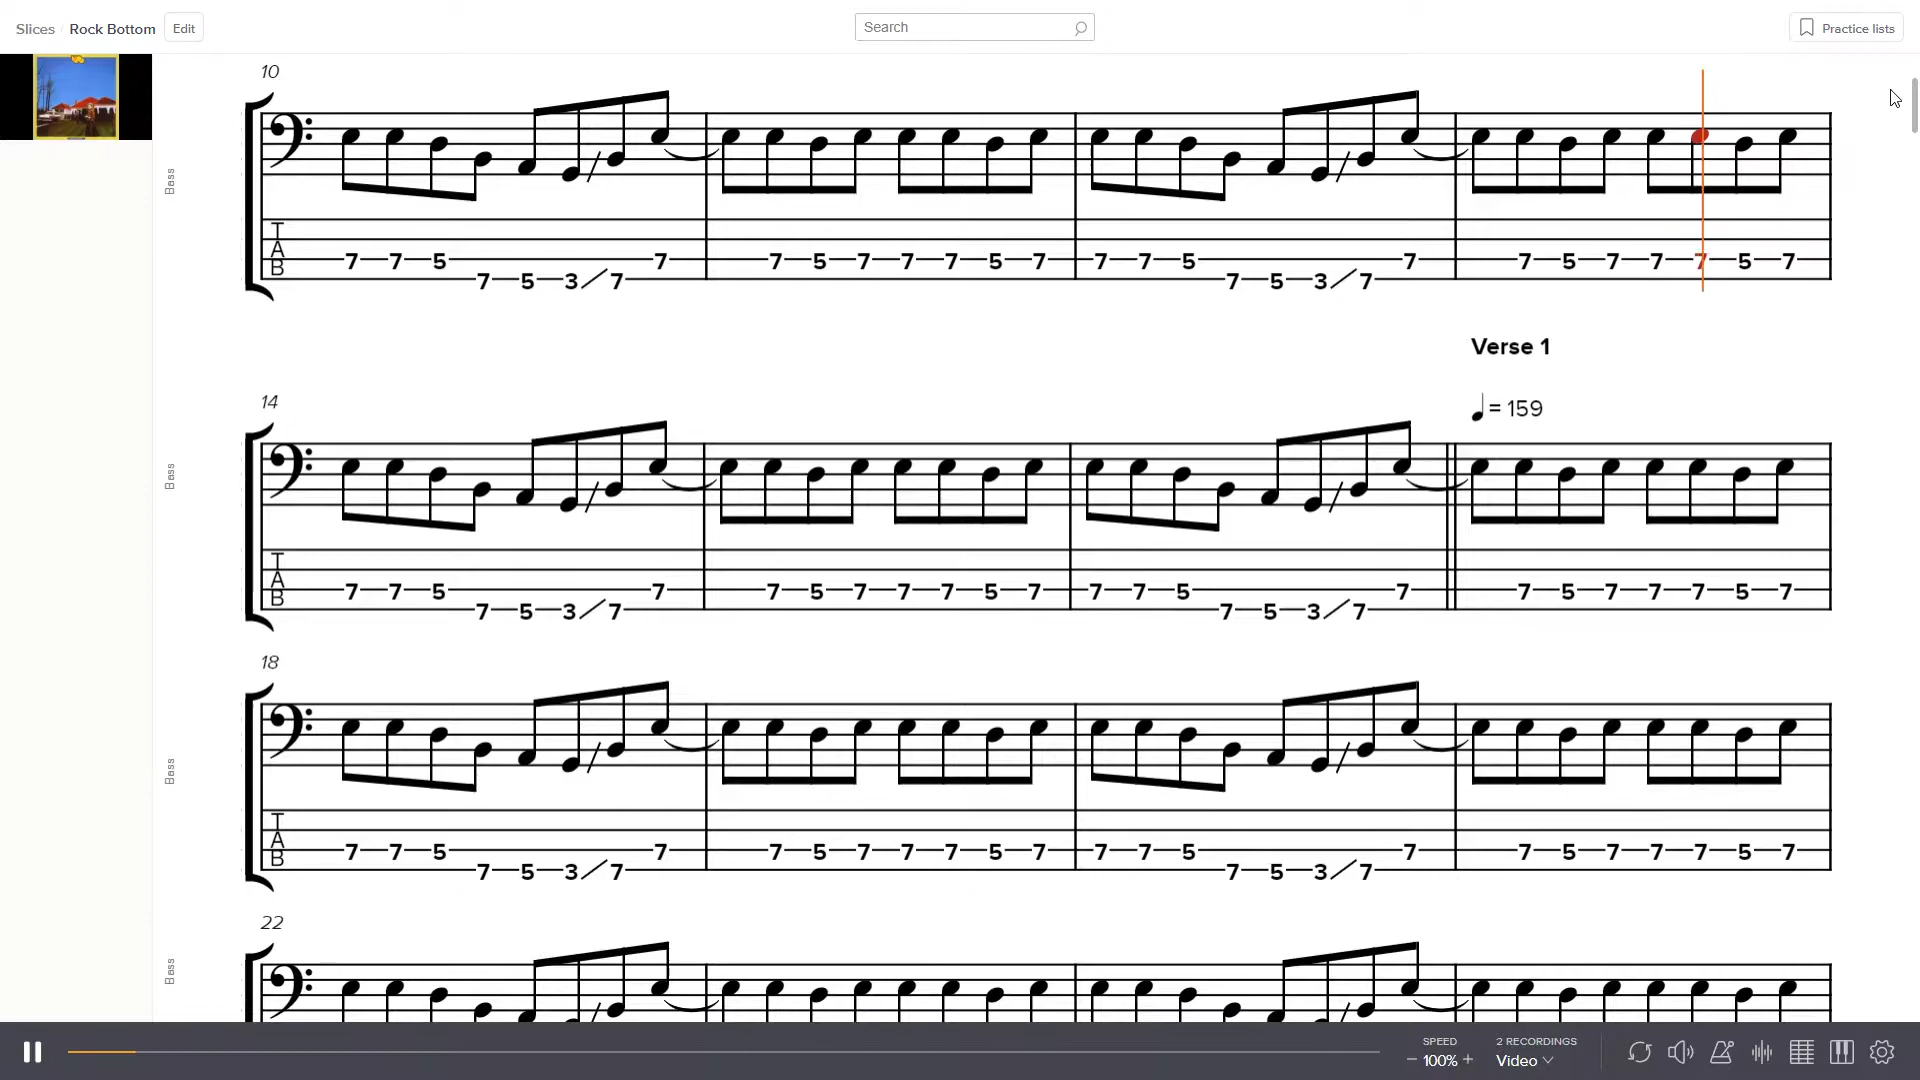 Slices / Rock Bottom Edit
Search
Practice lists
10
Bass
T
A
B
7 7 5 7 5 3 7 7 7 5 7 7 7 5 7 7 7 5 7 5 3 7 7 7 5 7 7 7 5 7
Verse 1
14
= 159
Bass
T
A
B
7 7 5 7 5 3 7 7 7 5 7 7 7 5 7 7 7 5 7 5 3 7 7 7 5 7 7 7 5 7
18
Bass
T
A
B
7 7 5 7 5 3 7 7 7 5 7 7 7 5 7 7 7 5 7 5 3 7 7 7 5 7 7 7 5 7
22
Bass
SPEED
− 100% +
2 RECORDINGS
Video